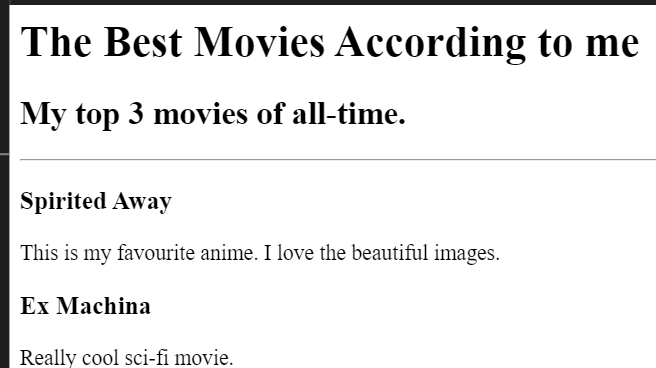 The Best Movies According to me
My top 3 movies of all-time.
Spirited Away
This is my favourite anime. I love the beautiful images.
Ex Machina
Really cool sci-fi movie.